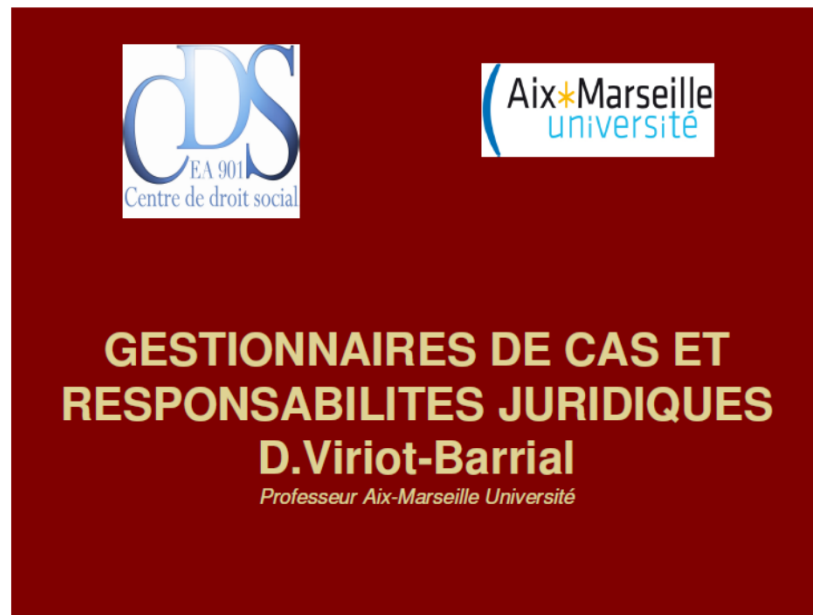 CDS
EA 901
Centre de droit social
Aix*Marseille
université
GESTIONNAIRES DE CAS ET
RESPONSABILITES JURIDIQUES
D.Viriot-Barrial
Professeur Aix-Marseille Université